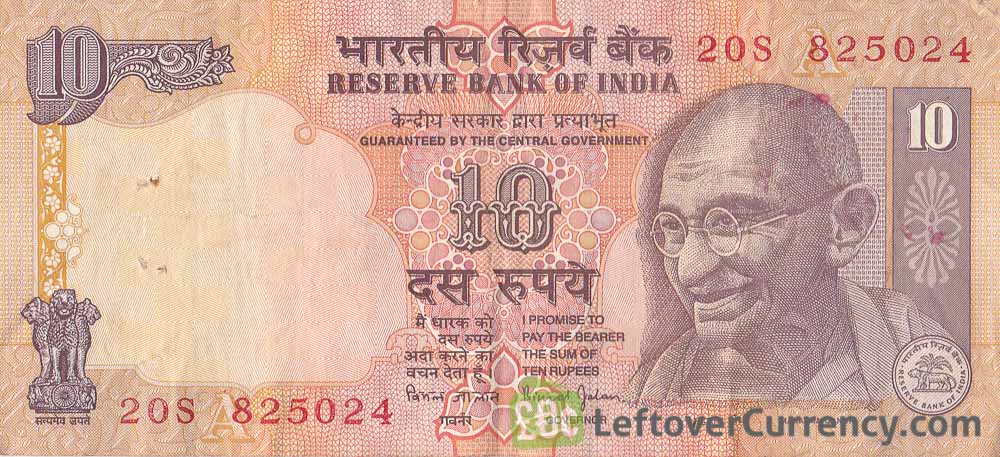 10
भारतीय रिज़र्व बैंक
RESERVE BANK OF INDIA
20S 825024
A
केन्द्रीय सरकार द्वारा प्रत्याभूत
GUARANTEED BY THE CENTRAL GOVERNMENT
10
10
दस रुपये
मैं धारक को
दस रुपये
अदा करने का
वचन देता हूँ
I PROMISE TO
PAY THE BEARER
THE SUM OF
TEN RUPEES
बिमल जालान
Bimal Jalan
गवर्नर
GOVERNOR
सत्यमेव जयते
20S 825024
A
भारतीय रिज़र्व बैंक
RESERVE BANK OF INDIA
LeftoverCurrency.com